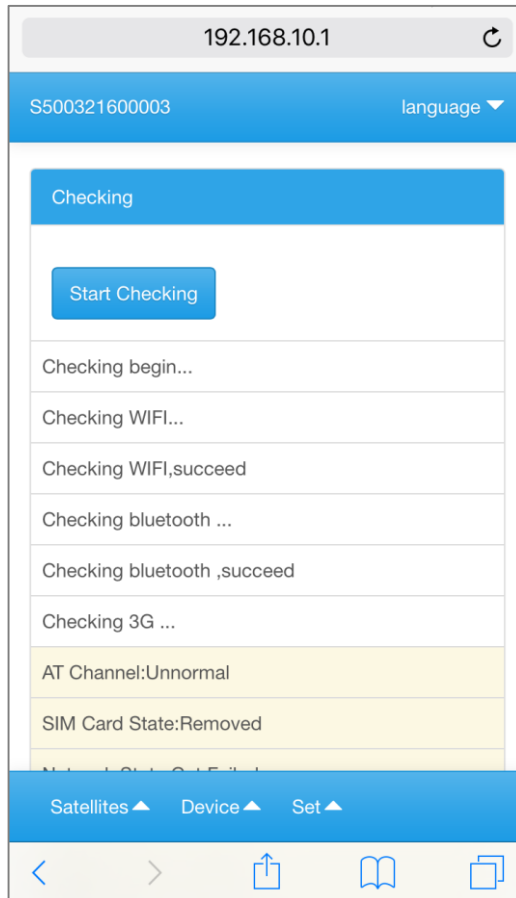 192.168.10.1
S500321600003 language
Checking
Start Checking
Checking begin...
Checking WIFI...
Checking WIFI,succeed
Checking bluetooth ...
Checking bluetooth ,succeed
Checking 3G ...
AT Channel:Unnormal
SIM Card State:Removed
Satellites Device Set